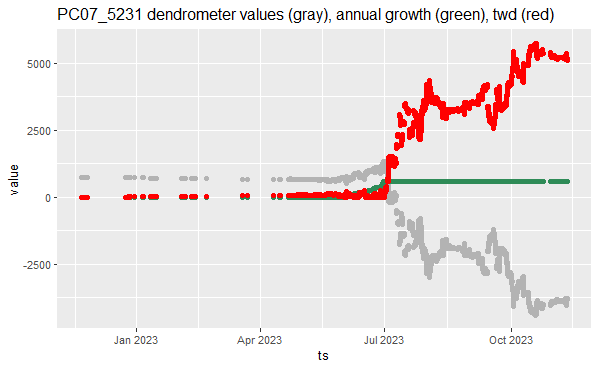 PC07_5231 dendrometer values (gray), annual growth (green), twd (red)
5000
2500
0
-2500
value
Jan 2023
Apr 2023
Jul 2023
Oct 2023
ts